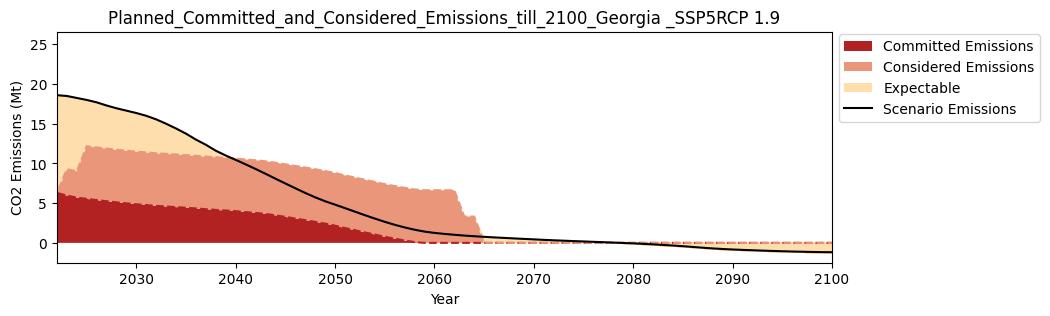 Planned_Committed_and_Considered_Emissions_till_2100_Georgia _SSP5RCP 1.9
CO2 Emissions (Mt)
25
20
15
10
5
0
2030 2040 2050 2060 2070 2080 2090 2100
Year
Committed Emissions
Considered Emissions
Expectable
Scenario Emissions